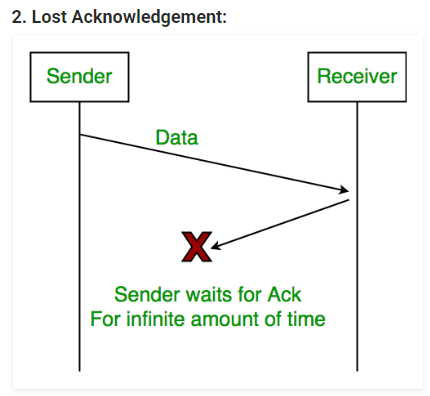 2. Lost Acknowledgement:
Sender
Receiver
Data
X
Sender waits for Ack
For infinite amount of time